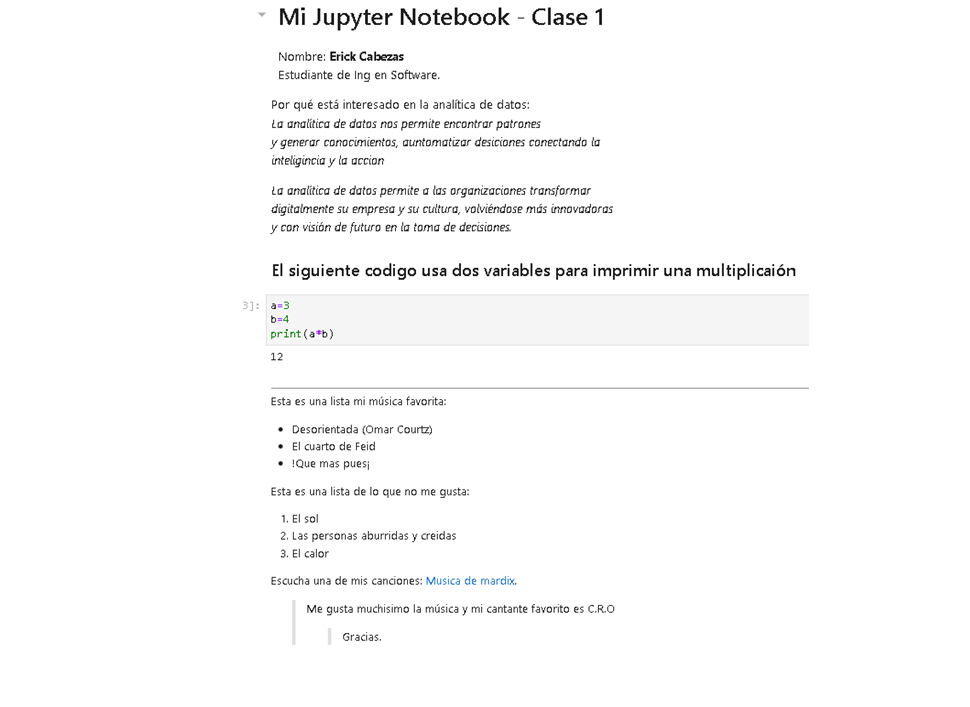 Mi Jupyter Notebook - Clase 1
Nombre: Erick Cabezas
Estudiante de Ing en Software.
Por qué está interesado en la analítica de datos:
La analítica de datos nos permite encontrar patrones
y generar conocimientos, auntomatizar desiciones conectando la
inteligincia y la accion
La analítica de datos permite a las organizaciones transformar
digitalmente su empresa y su cultura, volviéndose más innovadoras
y con visión de futuro en la toma de decisiones.
El siguiente codigo usa dos variables para imprimir una multiplicaión
3]: a=3
b=4
print(a*b)
12
Esta es una lista mi música favorita:
• Desorientada (Omar Courtz)
• El cuarto de Feid
• !Que mas pues¡
Esta es una lista de lo que no me gusta:
1. El sol
2. Las personas aburridas y creidas
3. El calor
Escucha una de mis canciones: Musica de mardix.
Me gusta muchisimo la música y mi cantante favorito es C.R.O
Gracias.